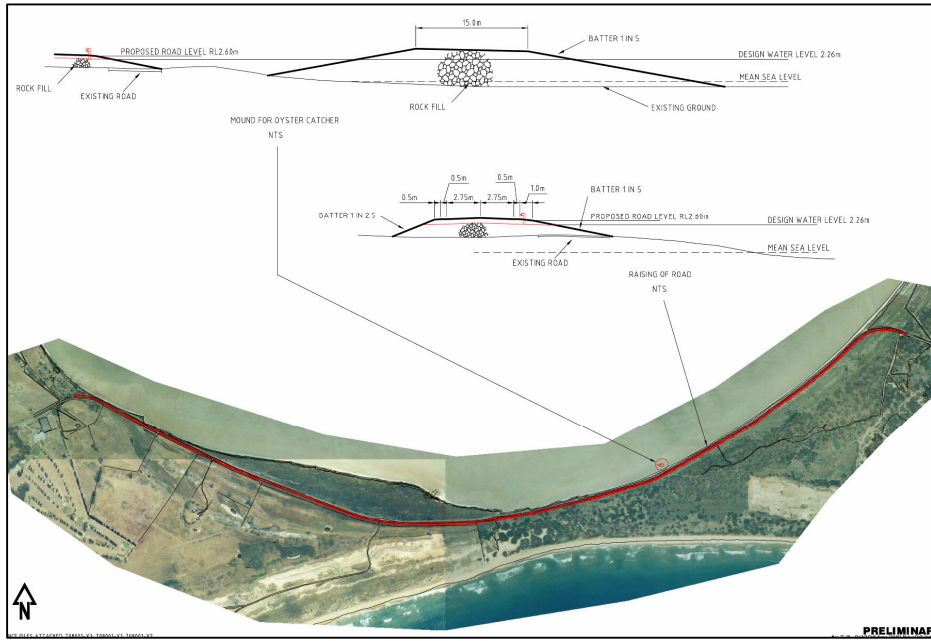 15.0m
BATTER 1 IN 5
PROPOSED ROAD LEVEL RL2.60m
DESIGN WATER LEVEL 2.26m
MEAN SEA LEVEL
ROCK FILL
EXISTING ROAD
ROCK FILL
EXISTING GROUND
MOUND FOR OYSTER CATCHER
NTS
0.5m
0.5m
0.5m
2.75m
2.75m
1.0m
BATTER 1 IN 5
BATTER 1 IN 2.5
PROPOSED ROAD LEVEL RL2.60m
DESIGN WATER LEVEL 2.26m
MEAN SEA LEVEL
EXISTING ROAD
RAISING OF ROAD
NTS
N
PRELIMINAR